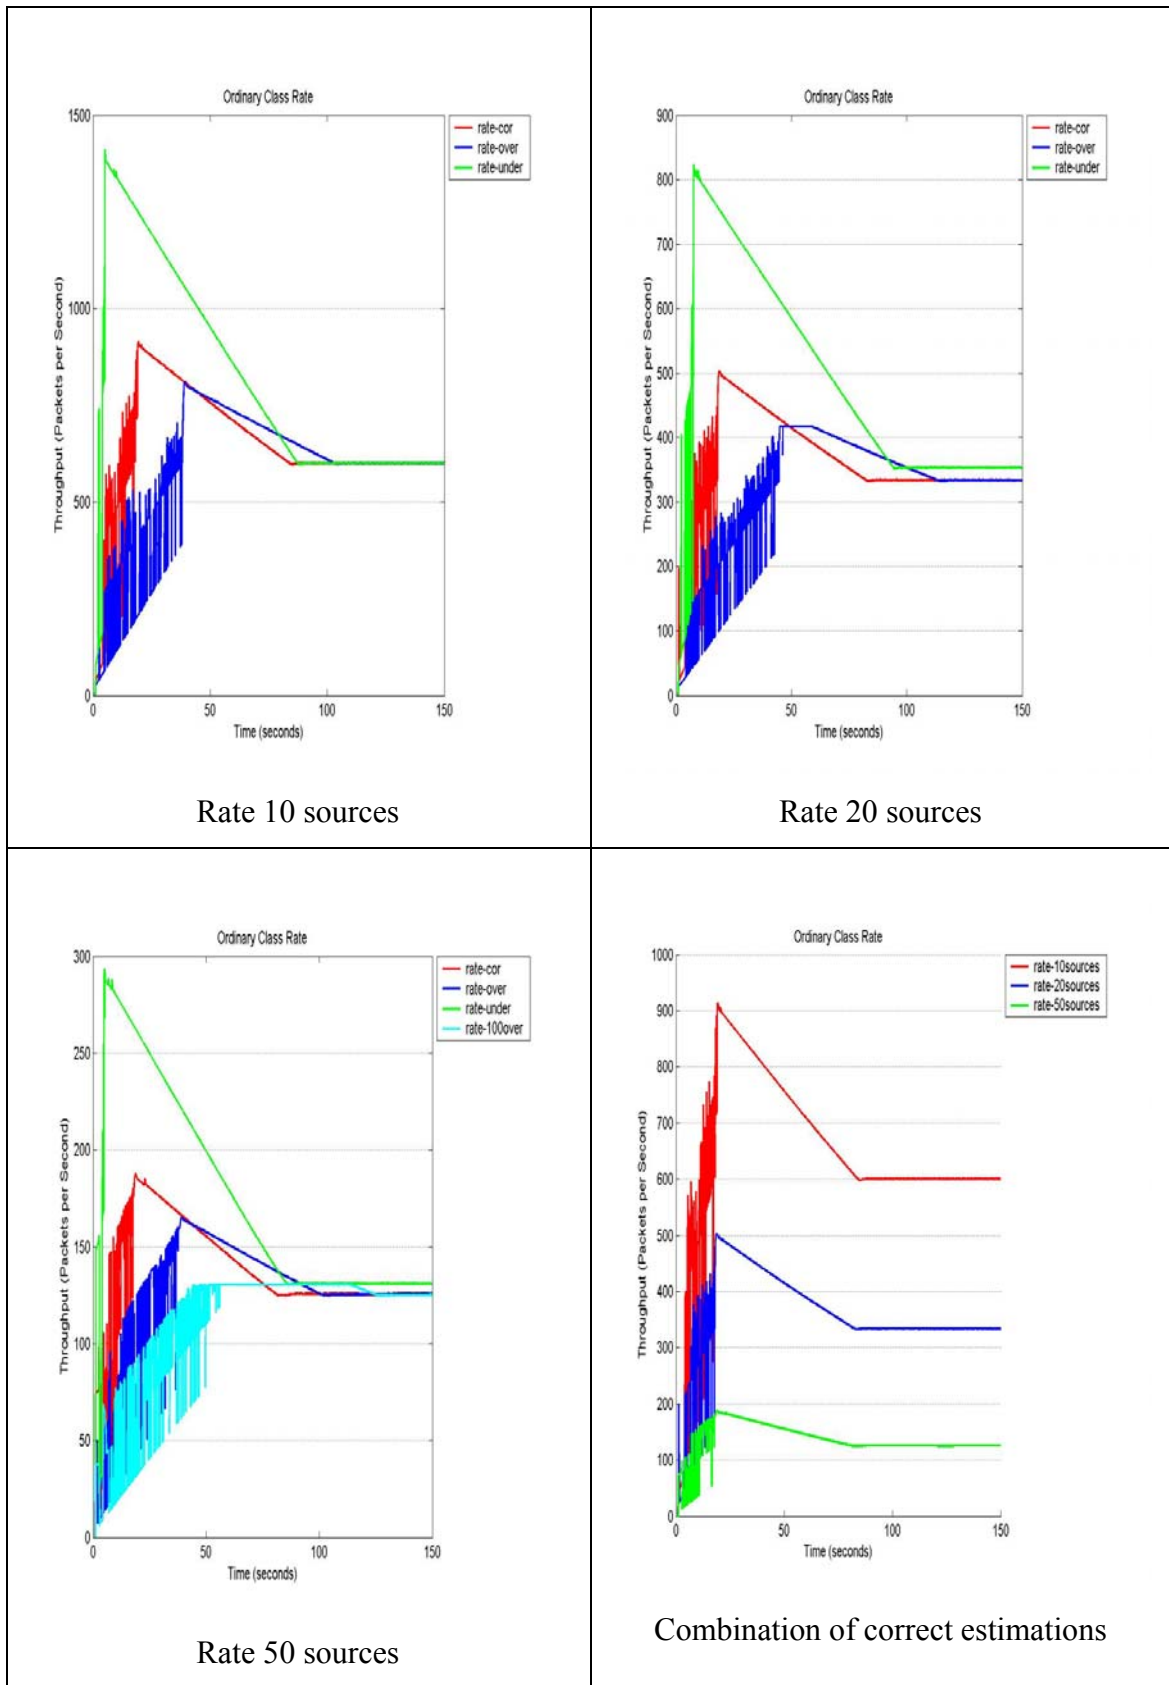 Ordinary Class Rate
1500
1000
500
0
0 50 100 150
Throughput (Packets per Second)
Time (seconds)
rate-cor
rate-over
rate-under
Rate 10 sources
Ordinary Class Rate
900
800
700
600
500
400
300
200
100
0
0 50 100 150
Throughput (Packets per Second)
Time (seconds)
rate-cor
rate-over
rate-under
Rate 20 sources
Ordinary Class Rate
300
250
200
150
100
50
0
0 50 100 150
Throughput (Packets per Second)
Time (seconds)
rate-cor
rate-over
rate-under
rate-100over
Rate 50 sources
Ordinary Class Rate
1000
900
800
700
600
500
400
300
200
100
0
0 50 100 150
Throughput (Packets per Second)
Time (seconds)
rate-10sources
rate-20sources
rate-50sources
Combination of correct estimations